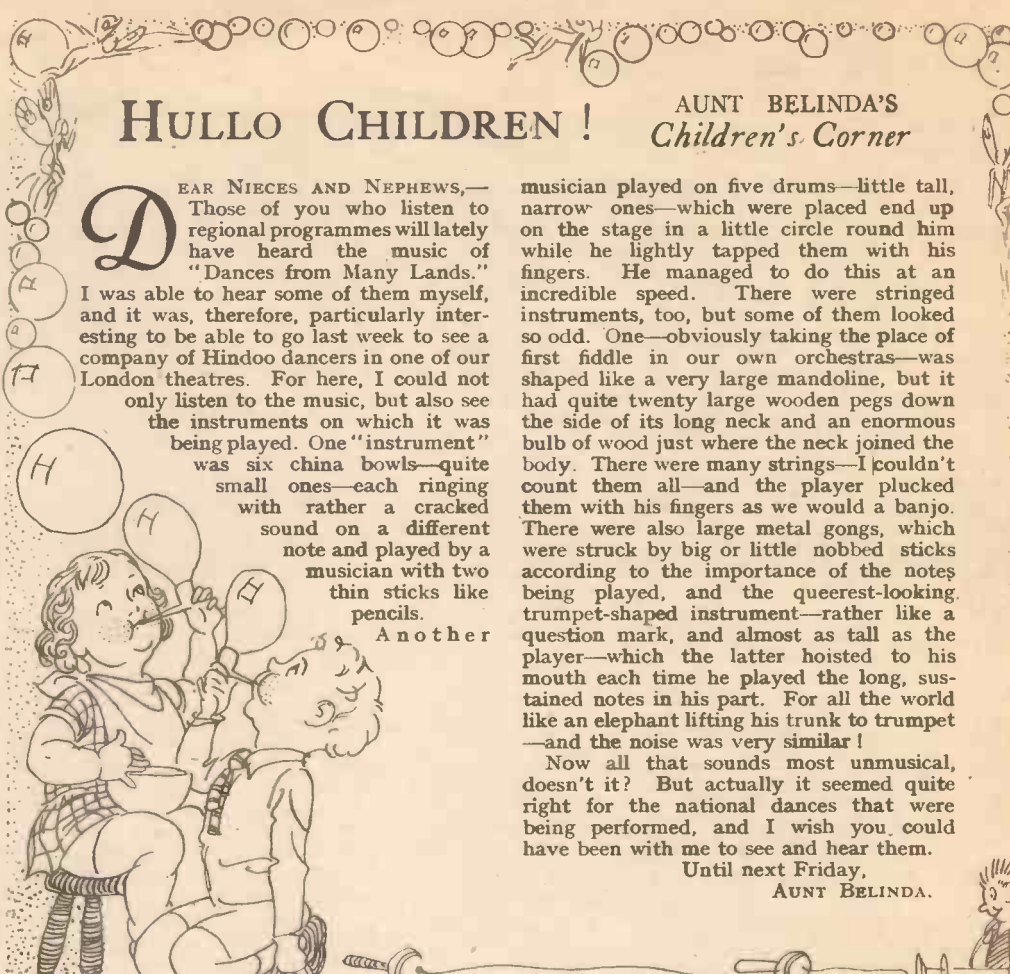 HULLO CHILDREN !
AUNT BELINDA'S
Children's Corner
DEAR NIECES AND NEPHEWS,—
Those of you who listen to
regional programmes will lately
have heard the music of
"Dances from Many Lands."
I was able to hear some of them myself,
and it was, therefore, particularly inter-
esting to be able to go last week to see a
company of Hindoo dancers in one of our
London theatres. For here, I could not
only listen to the music, but also see
the instruments on which it was
being played. One "instrument"
was six china bowls—quite
small ones—each ringing
with rather a cracked
sound on a different
note and played by a
musician with two
thin sticks like
pencils.
Another
musician played on five drums—little tall,
narrow ones—which were placed end up
on the stage in a little circle round him
while he lightly tapped them with his
fingers. He managed to do this at an
incredible speed. There were stringed
instruments, too, but some of them looked
so odd. One—obviously taking the place of
first fiddle in our own orchestras—was
shaped like a very large mandoline, but it
had quite twenty large wooden pegs down
the side of its long neck and an enormous
bulb of wood just where the neck joined the
body. There were many strings—I couldn't
count them all—and the player plucked
them with his fingers as we would a banjo.
There were also large metal gongs, which
were struck by big or little nobbed sticks
according to the importance of the notes
being played, and the queerest-looking
trumpet-shaped instrument—rather like a
question mark, and almost as tall as the
player—which the latter hoisted to his
mouth each time he played the long, sus-
tained notes in his part. For all the world
like an elephant lifting his trunk to trumpet
—and the noise was very similar !
Now all that sounds most unmusical,
doesn't it? But actually it seemed quite
right for the national dances that were
being performed, and I wish you could
have been with me to see and hear them.
Until next Friday,
AUNT BELINDA.